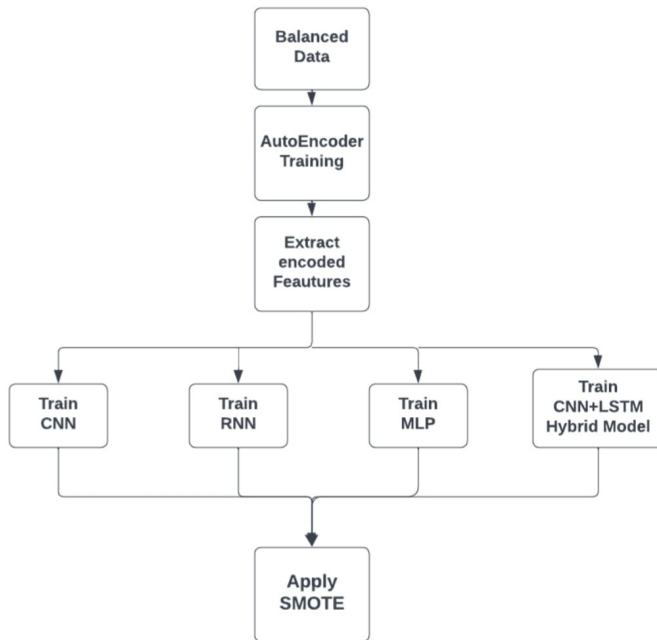 Balanced
Data
AutoEncoder
Training
Extract
encoded
Feautures
Train
CNN
Train
RNN
Train
MLP
Train
CNN+LSTM
Hybrid Model
Apply
SMOTE